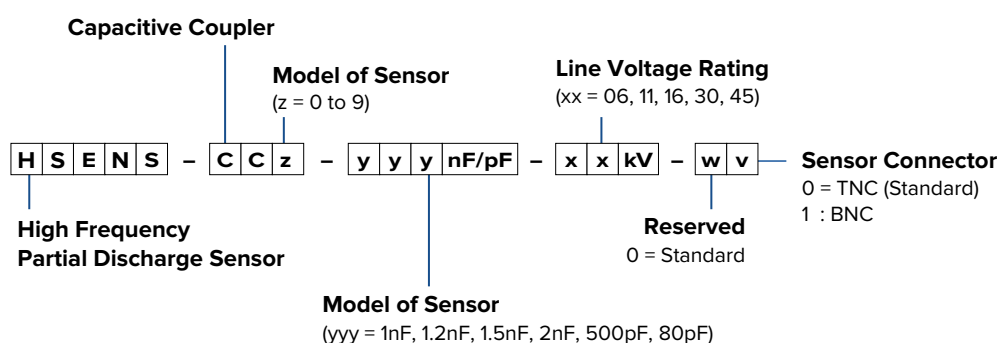 Capacitive Coupler
Model of Sensor
(z = 0 to 9)
Line Voltage Rating
(xx = 06, 11, 16, 30, 45)
H S E N S – C C z – y y y nF/pF – x x kV – w v
Sensor Connector
0 = TNC (Standard)
1 : BNC
High Frequency
Partial Discharge Sensor
Reserved
0 = Standard
Model of Sensor
(yyy = 1nF, 1.2nF, 1.5nF, 2nF, 500pF, 80pF)